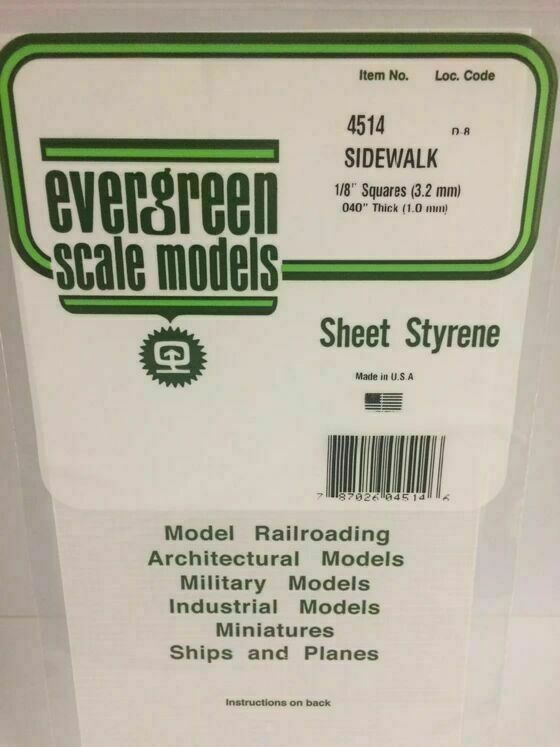 Item No. Loc. Code
4514 D-8
SIDEWALK
1/8" Squares (3.2 mm)
040" Thick (1.0 mm)
evergreen
scale models
Sheet Styrene
Made in U.S.A
7 87026 04514 6
Model Railroading
Architectural Models
Military Models
Industrial Models
Miniatures
Ships and Planes
Instructions on back